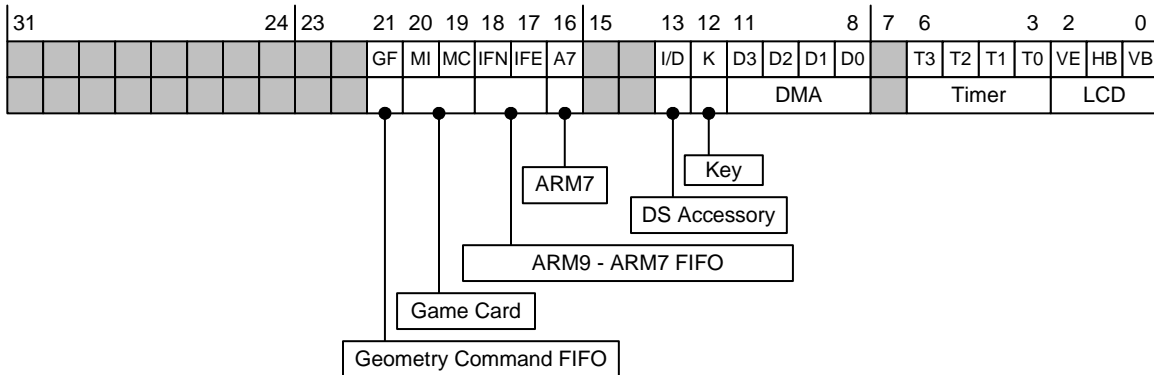 31 24 23 21 20 19 18 17 16 15 13 12 11 8 7 6 3 2 0
GF MI MC IFN IFE A7 I/D K D3 D2 D1 D0 T3 T2 T1 T0 VE HB VB
DMA Timer LCD
Key
ARM7
DS Accessory
ARM9 - ARM7 FIFO
Game Card
Geometry Command FIFO